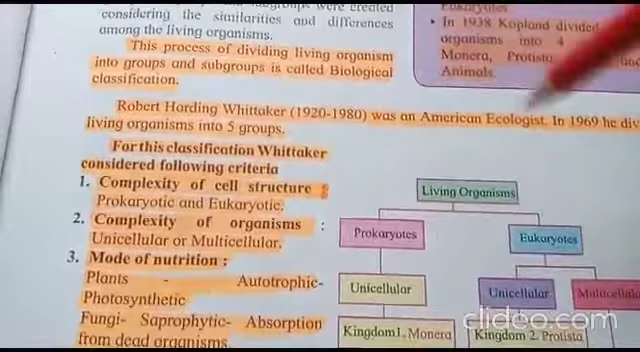 considering the similarities and differences
among the living organisms.
This process of dividing living organism
into groups and subgroups is called Biological
classification.
Eukaryotes
• In 1938 Kopland divided
organisms into 4
Monera, Protista
Animals.
Robert Harding Whittaker (1920-1980) was an American Ecologist. In 1969 he div
living organisms into 5 groups.
For this classification Whittaker
considered following criteria
1. Complexity of cell structure :
Prokaryotic and Eukaryotic.
2. Complexity of organisms :
Unicellular or Multicellular.
3. Mode of nutrition :
Plants - Autotrophic-
Photosynthetic
Fungi- Saprophytic- Absorption
from dead organisms.
Living Organisms
Prokaryotes
Eukaryotes
Unicellular
Unicellular
Multicellular
Kingdom1. Monera
Kingdom 2. Protista
clideo.com